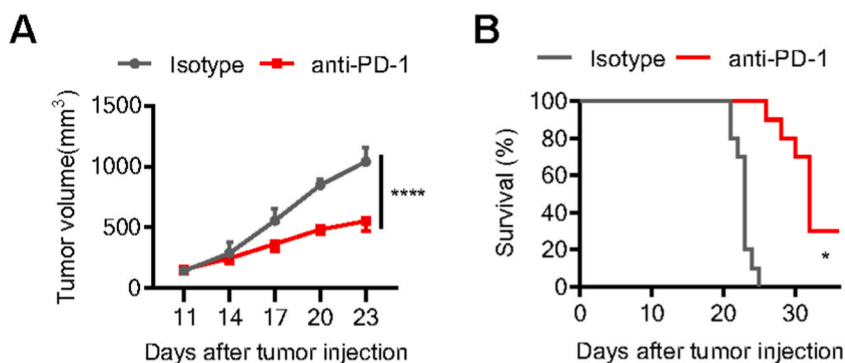 A
Isotype anti-PD-1
Tumor volume(mm³)
1500
1000
500
0
11 14 17 20 23
Days after tumor injection
****
B
Isotype anti-PD-1
Survival (%)
100
80
60
40
20
0
0 10 20 30
Days after tumor injection
*